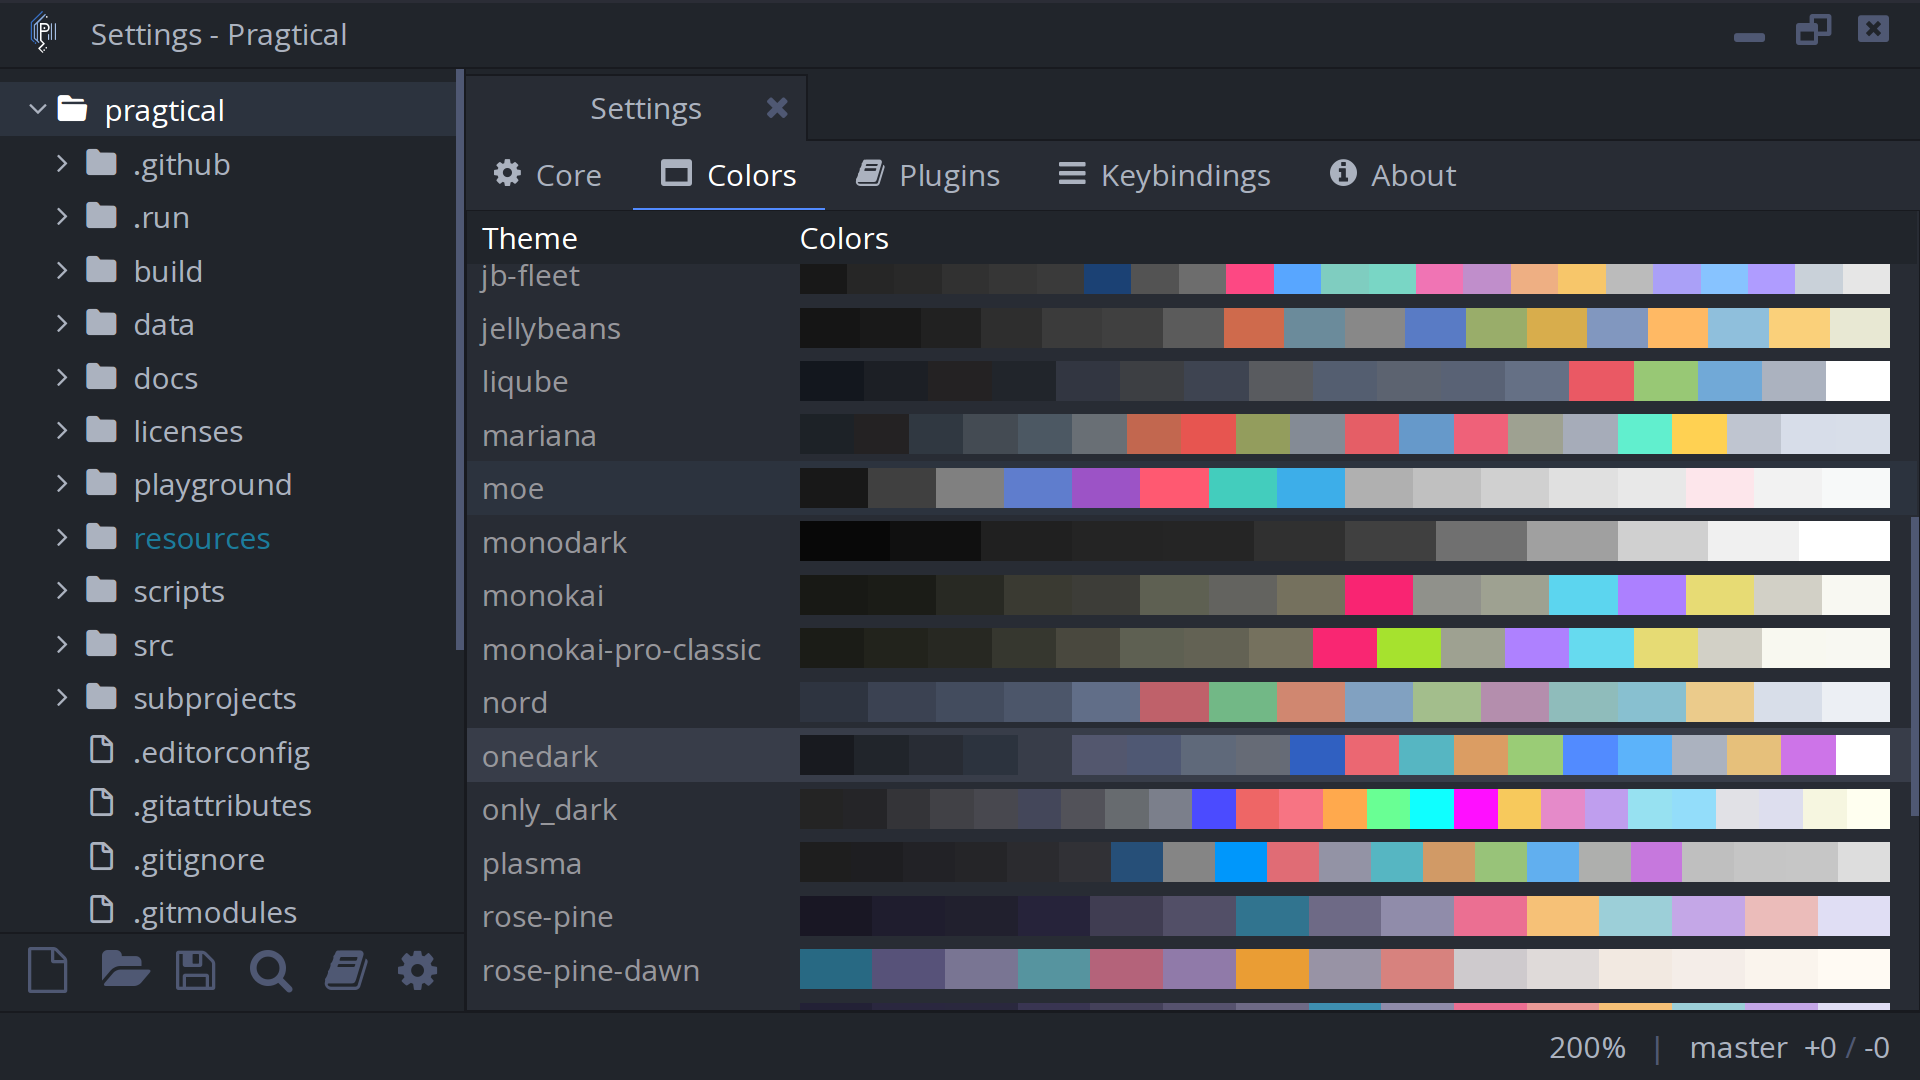 Settings - Pragtical
pragtical
.github
.run
build
data
docs
licenses
playground
resources
scripts
src
subprojects
.editorconfig
.gitattributes
.gitignore
.gitmodules
Settings
Core Colors Plugins Keybindings About
Theme Colors
jb-fleet
jellybeans
liqube
mariana
moe
monodark
monokai
monokai-pro-classic
nord
onedark
only_dark
plasma
rose-pine
rose-pine-dawn
200% | master +0 / -0